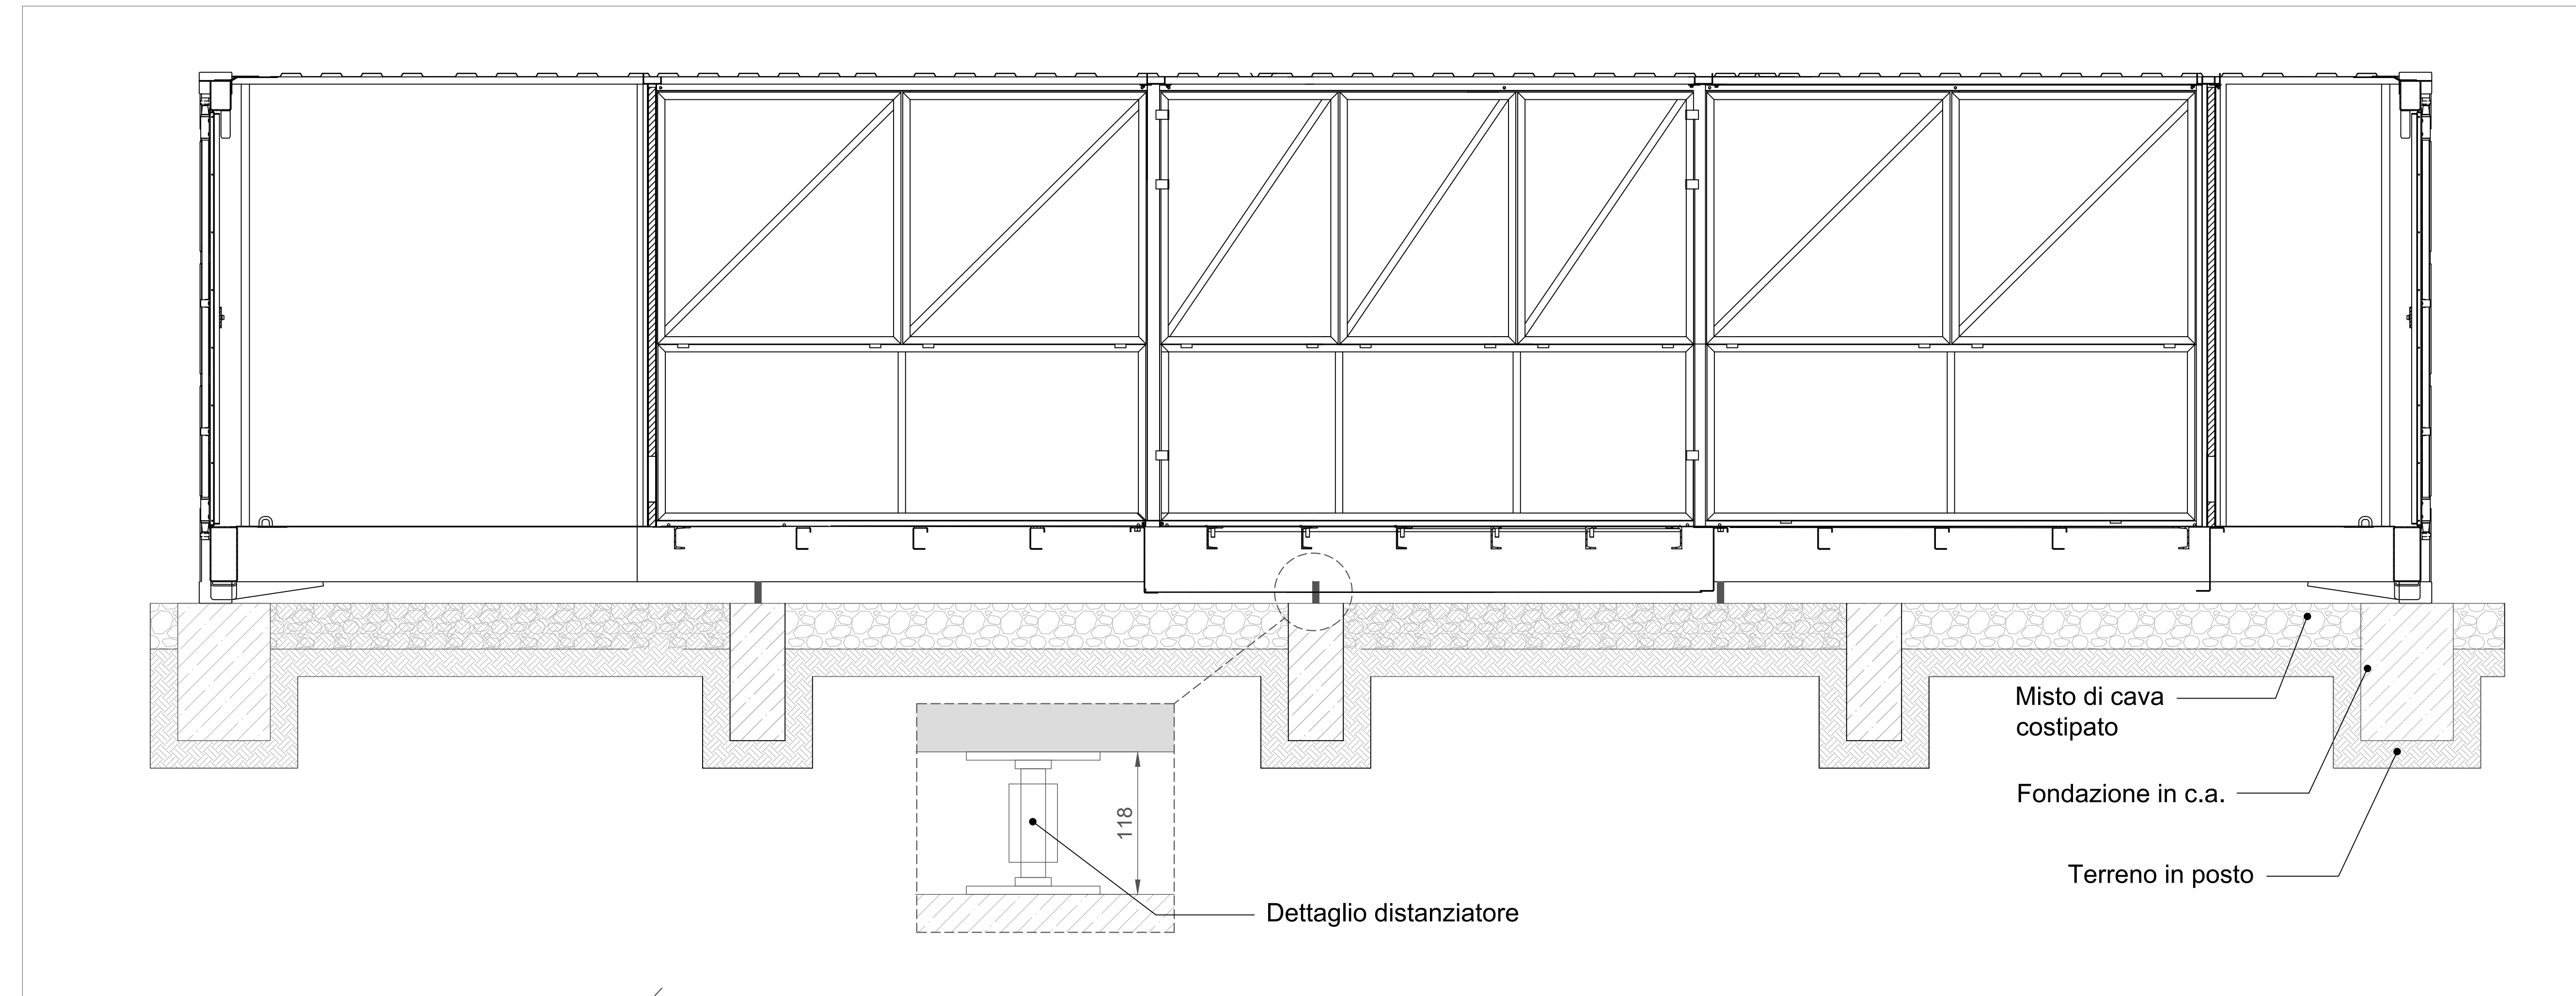 Misto di cava
costipato
Fondazione in c.a.
118
Terreno in posto
Dettaglio distanziatore